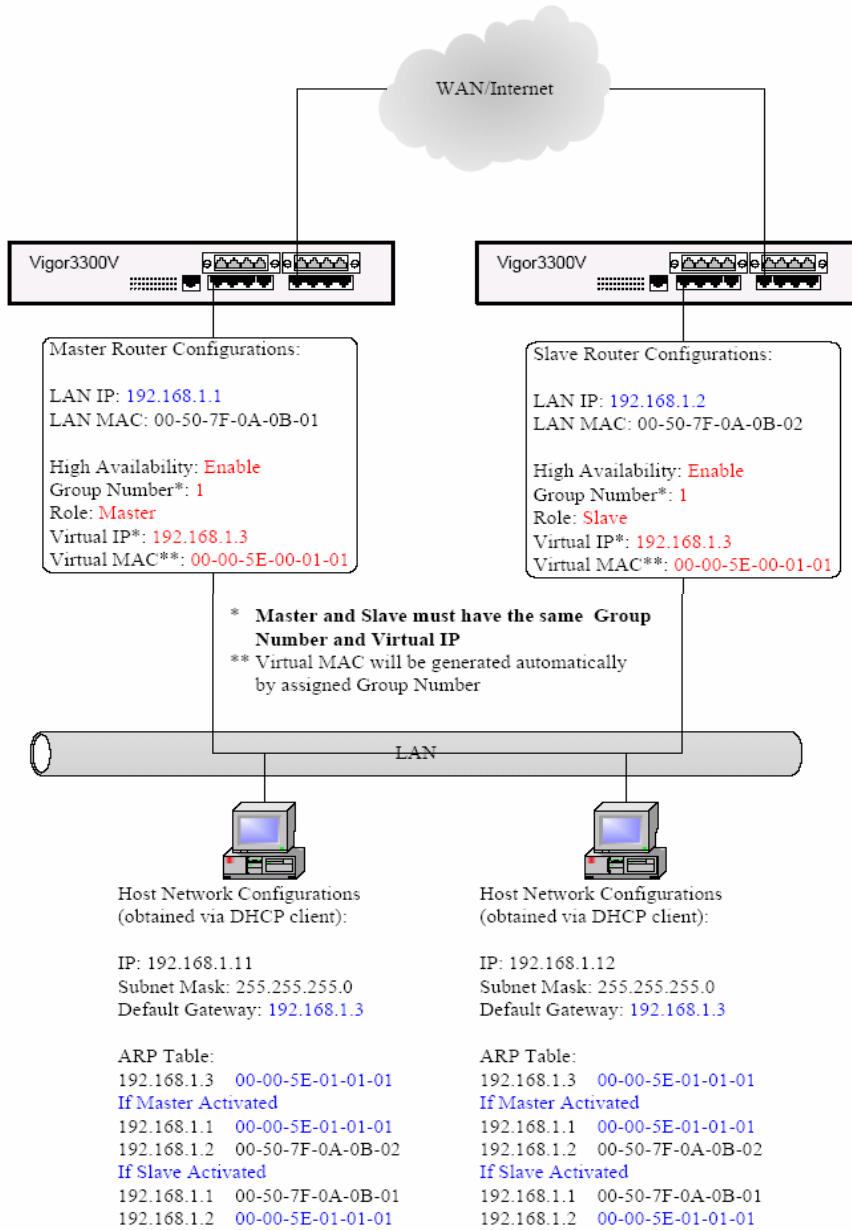 WAN/Internet
Vigor3300V
Vigor3300V
Master Router Configurations:
LAN IP: 192.168.1.1
LAN MAC: 00-50-7F-0A-0B-01
High Availability: Enable
Group Number*: 1
Role: Master
Virtual IP*: 192.168.1.3
Virtual MAC**: 00-00-5E-00-01-01
Slave Router Configurations:
LAN IP: 192.168.1.2
LAN MAC: 00-50-7F-0A-0B-02
High Availability: Enable
Group Number*: 1
Role: Slave
Virtual IP*: 192.168.1.3
Virtual MAC**: 00-00-5E-00-01-01
* Master and Slave must have the same Group
Number and Virtual IP
** Virtual MAC will be generated automatically
by assigned Group Number
LAN
Host Network Configurations
(obtained via DHCP client):
IP: 192.168.1.11
Subnet Mask: 255.255.255.0
Default Gateway: 192.168.1.3
ARP Table:
192.168.1.3 00-00-5E-01-01-01
If Master Activated
192.168.1.1 00-00-5E-01-01-01
192.168.1.2 00-50-7F-0A-0B-02
If Slave Activated
192.168.1.1 00-50-7F-0A-0B-01
192.168.1.2 00-00-5E-01-01-01
Host Network Configurations
(obtained via DHCP client):
IP: 192.168.1.12
Subnet Mask: 255.255.255.0
Default Gateway: 192.168.1.3
ARP Table:
192.168.1.3 00-00-5E-01-01-01
If Master Activated
192.168.1.1 00-00-5E-01-01-01
192.168.1.2 00-50-7F-0A-0B-02
If Slave Activated
192.168.1.1 00-50-7F-0A-0B-01
192.168.1.2 00-00-5E-01-01-01